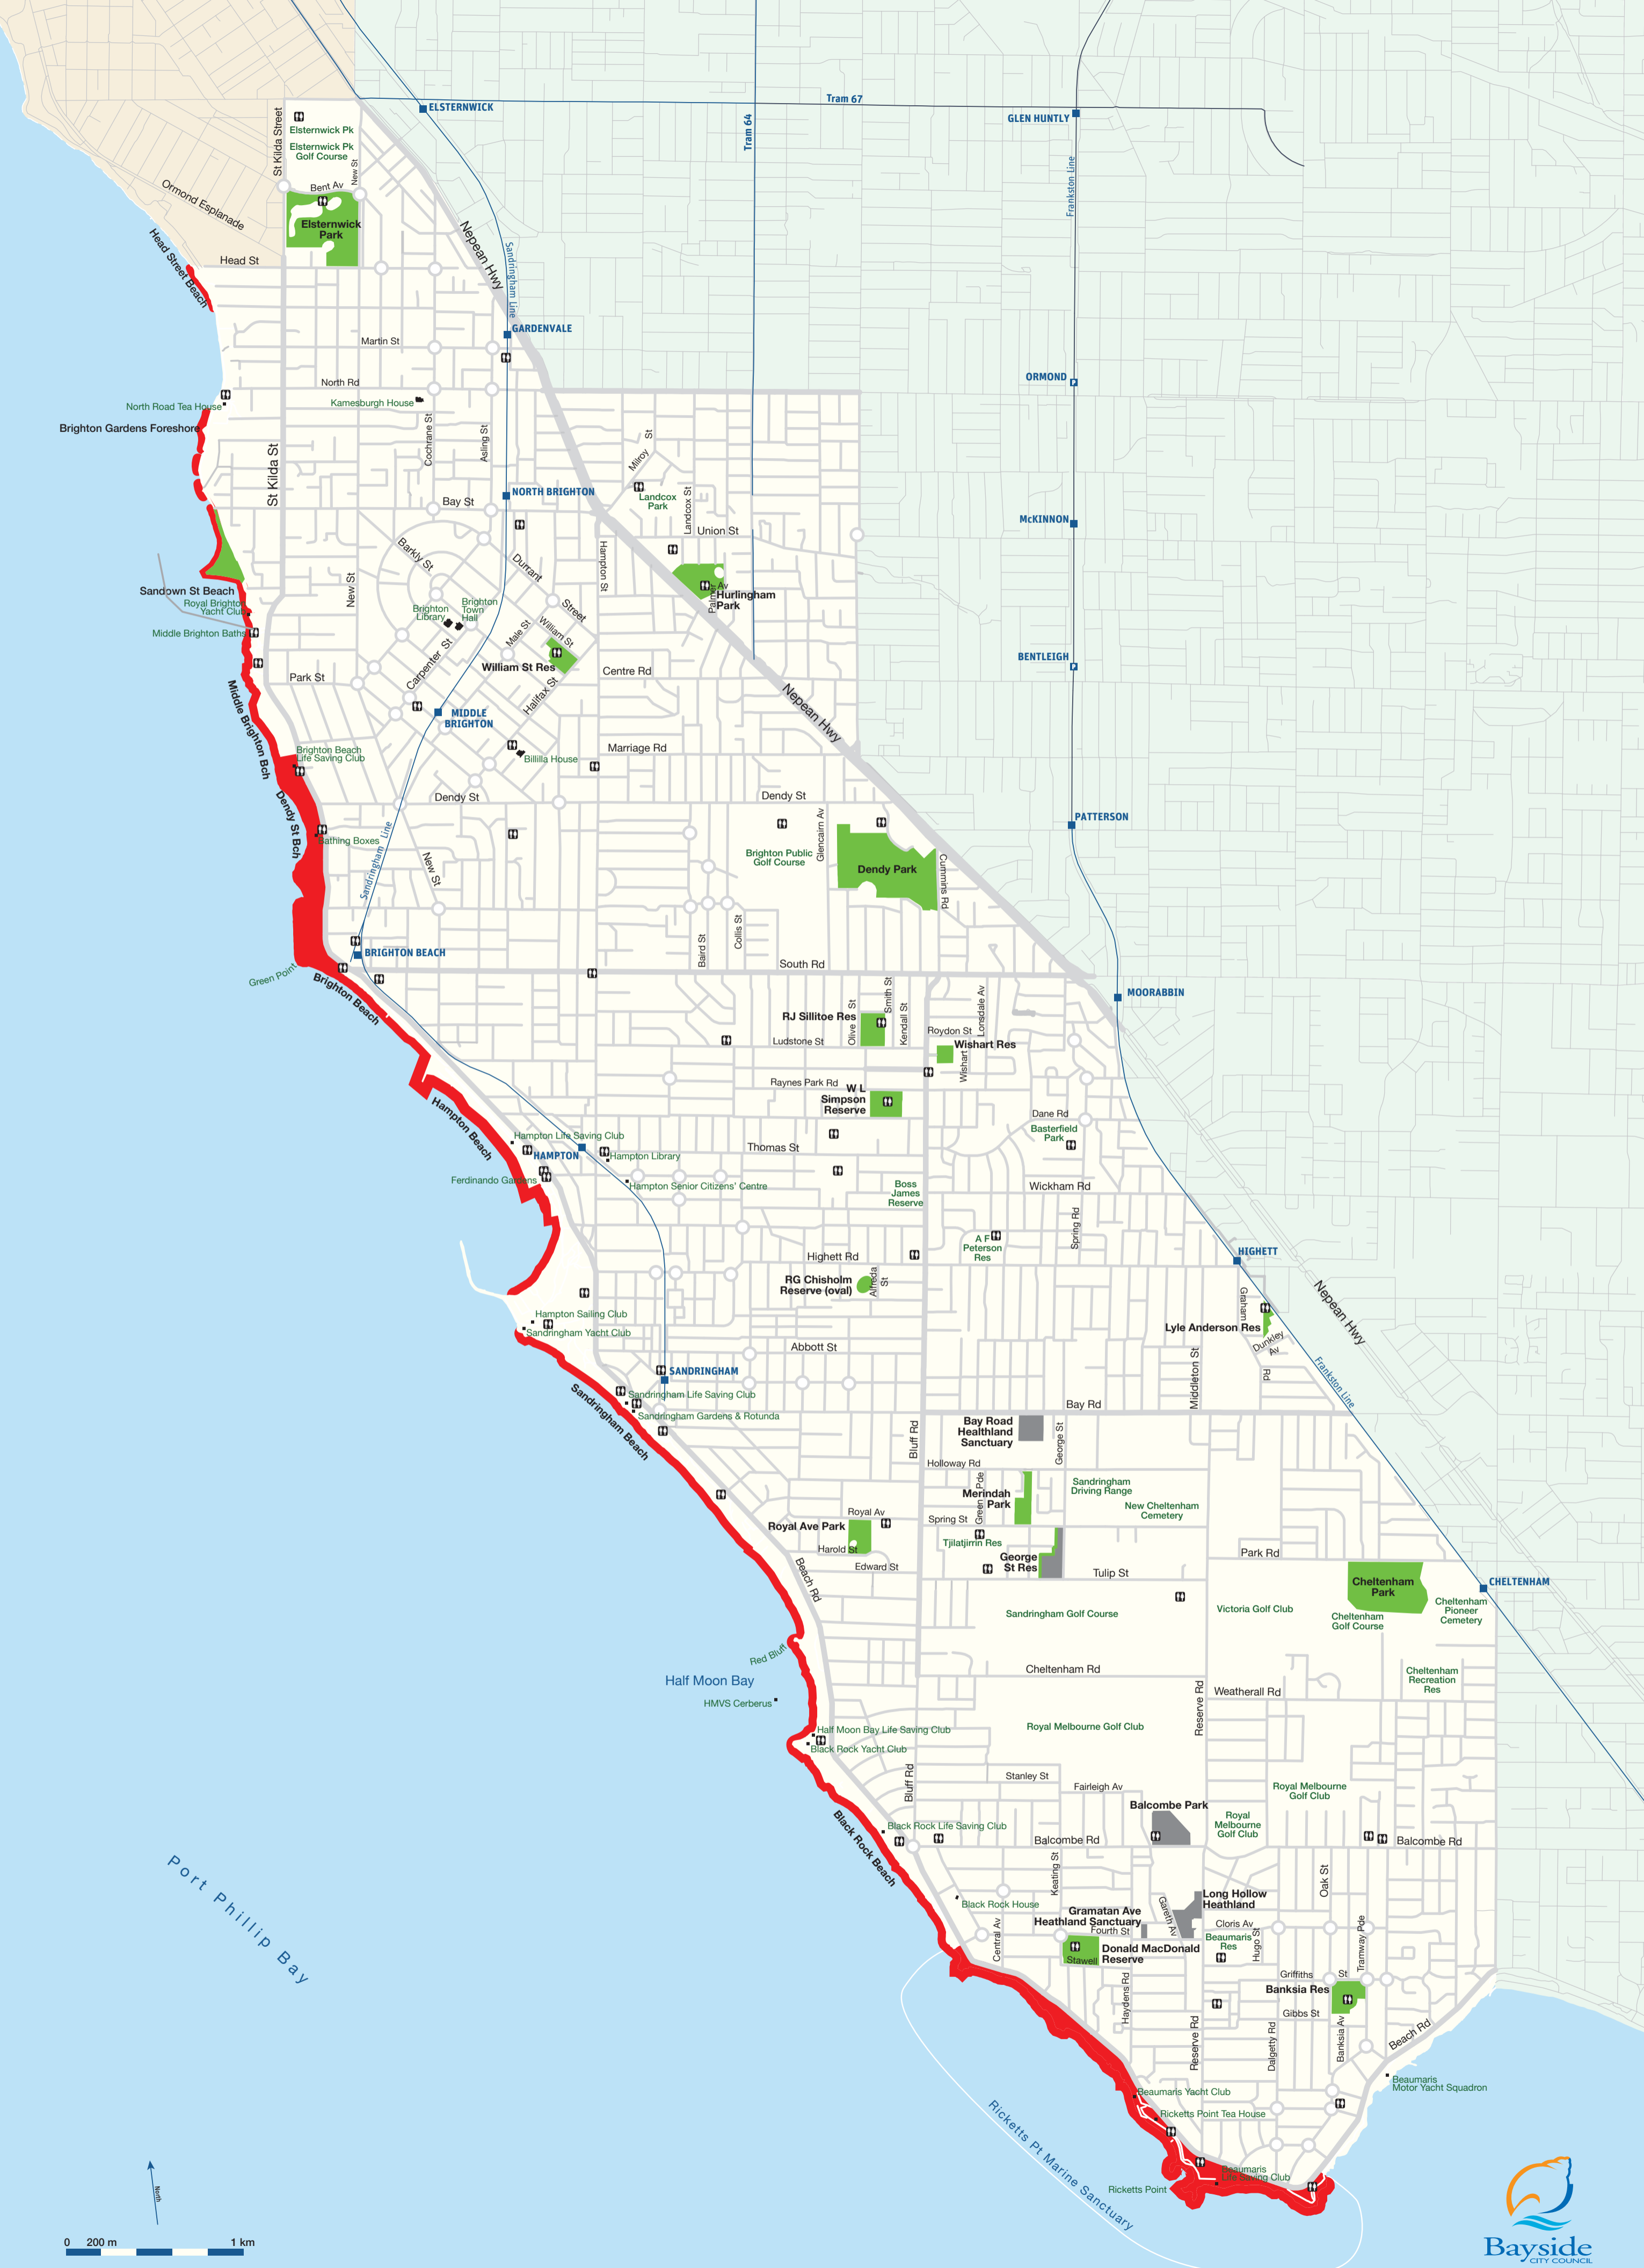 Tram 67
ELSTERNWICK
GLEN HUNTLY
St Kilda Street
Elsternwick Pk
Elsternwick Pk
Golf Course
New St
Tram 64
Frankston Line
Bent Av
Ormond Esplanade
Elsternwick
Park
Nepean Hwy
Sandringham Line
Head Street Beach
Head St
GARDENVALE
Martin St
ORMOND
North Rd
Kamesburgh House
North Road Tea House
Brighton Gardens Foreshore
Cochrane St
Asling St
St Kilda St
Milroy St
Bay St
NORTH BRIGHTON
Landcox
Park
Landcox St
Union St
McKINNON
Barkly St
Durrant
Street
Hampton St
New St
Sandown St Beach
Royal Brighton
Yacht Club
Middle Brighton Baths
Brighton
Library
Brighton
Town
Hall
Av
Hurlingham
Park
Male St
William St
William St Res
Carpenter St
Halifax St
Centre Rd
BENTLEIGH
Park St
Middle Brighton Bch
MIDDLE
BRIGHTON
Nepean Hwy
Marriage Rd
Brighton Beach
Life Saving Club
Billilla House
Dendy St
Dendy St
Dendy St Bch
Bathing Boxes
Sandringham Line
New St
Brighton Public
Golf Course
Glencairn Av
Dendy Park
Cummins Rd
PATTERSON
Baird St
Collis St
BRIGHTON BEACH
South Rd
Green Point
Brighton Beach
MOORABBIN
RJ Sillitoe Res
Olive St
Smith St
Kendall St
Lonsdale Av
Roydon St
Wishart Res
Wishart
Ludstone St
Raynes Park Rd
W L
Simpson
Reserve
Hampton Beach
Dane Rd
Basterfield
Park
Hampton Life Saving Club
HAMPTON
Hampton Library
Thomas St
Ferdinando Gardens
Hampton Senior Citizens' Centre
Boss
James
Reserve
Wickham Rd
Spring Rd
A F
Peterson
Res
Highett Rd
HIGHETT
RG Chisholm
Reserve (oval)
Alfreda
St
Graham
Rd
Nepean Hwy
Hampton Sailing Club
Sandringham Yacht Club
Lyle Anderson Res
Dunkley
Av
Abbott St
Middleton St
Frankston Line
SANDRINGHAM
Sandringham Life Saving Club
Sandringham Gardens & Rotunda
Sandringham Beach
Bay Rd
Bluff Rd
Bay Road
Healthland
Sanctuary
George St
Holloway Rd
Merindah
Park
Green Pde
Sandringham
Driving Range
New Cheltenham
Cemetery
Royal Av
Royal Ave Park
Harold St
Edward St
Spring St
Tjilatjirrin Res
George
St Res
Tulip St
Park Rd
Cheltenham
Park
CHELTENHAM
Beach Rd
Sandringham Golf Course
Victoria Golf Club
Cheltenham
Golf Course
Cheltenham
Pioneer
Cemetery
Red Bluff
Half Moon Bay
HMVS Cerberus
Cheltenham Rd
Weatherall Rd
Reserve Rd
Cheltenham
Recreation
Res
Half Moon Bay Life Saving Club
Black Rock Yacht Club
Royal Melbourne Golf Club
Bluff Rd
Stanley St
Fairleigh Av
Royal Melbourne
Golf Club
Balcombe Park
Royal
Melbourne
Golf Club
Black Rock Beach
Black Rock Life Saving Club
Balcombe Rd
Balcombe Rd
Keating St
Oak St
Port Phillip Bay
Black Rock House
Central Av
Gramatan Ave
Heathland Sanctuary
Fourth St
Gareth Av
Long Hollow
Heathland
Cloris Av
Beaumaris
Res
Hugo St
Tramway Pde
Donald MacDonald
Reserve
Stawell
Haydens Rd
Griffiths St
Banksia Res
Gibbs St
Reserve Rd
Dalgetty Rd
Banksia Av
Beach Rd
Beaumaris
Motor Yacht Squadron
Beaumaris Yacht Club
Ricketts Point Tea House
Ricketts Pt Marine Sanctuary
Beaumaris
Life Saving Club
Ricketts Point
North
0 200 m 1 km
Bayside
CITY COUNCIL